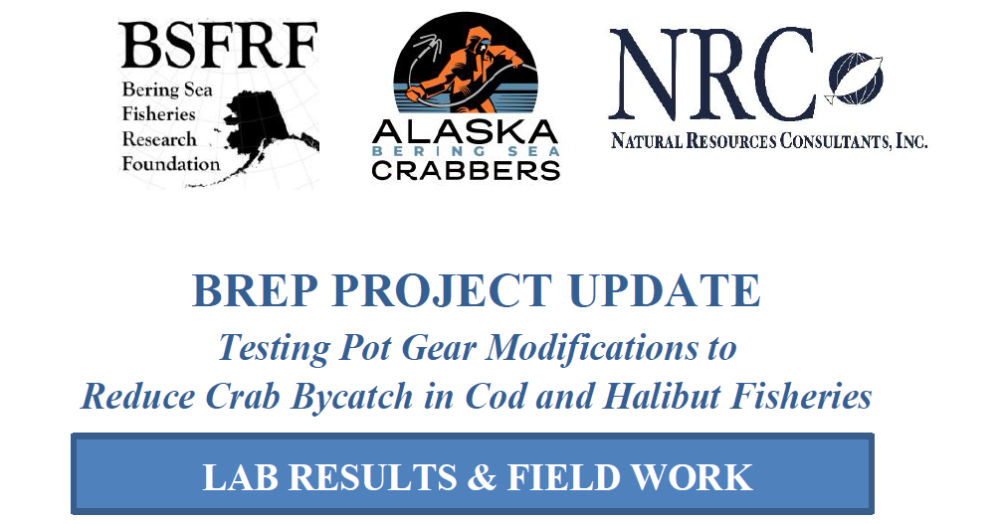 BSFRF
Bering Sea
Fisheries
Research
Foundation
ALASKA
BERING SEA
CRABBERS
NRC
NATURAL RESOURCES CONSULTANTS, INC.
BREP PROJECT UPDATE
Testing Pot Gear Modifications to
Reduce Crab Bycatch in Cod and Halibut Fisheries
LAB RESULTS & FIELD WORK